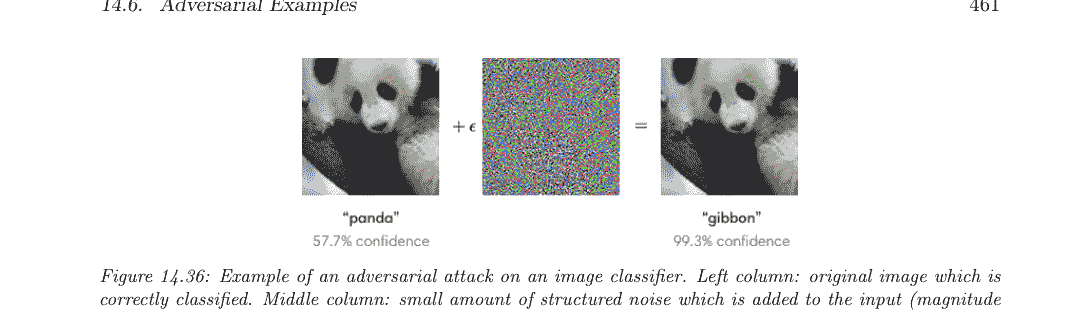 14.6. Adversarial Examples 461
+ ϵ =
“panda” “gibbon”
57.7% confidence 99.3% confidence
Figure 14.36: Example of an adversarial attack on an image classifier. Left column: original image which is
correctly classified. Middle column: small amount of structured noise which is added to the input (magnitude